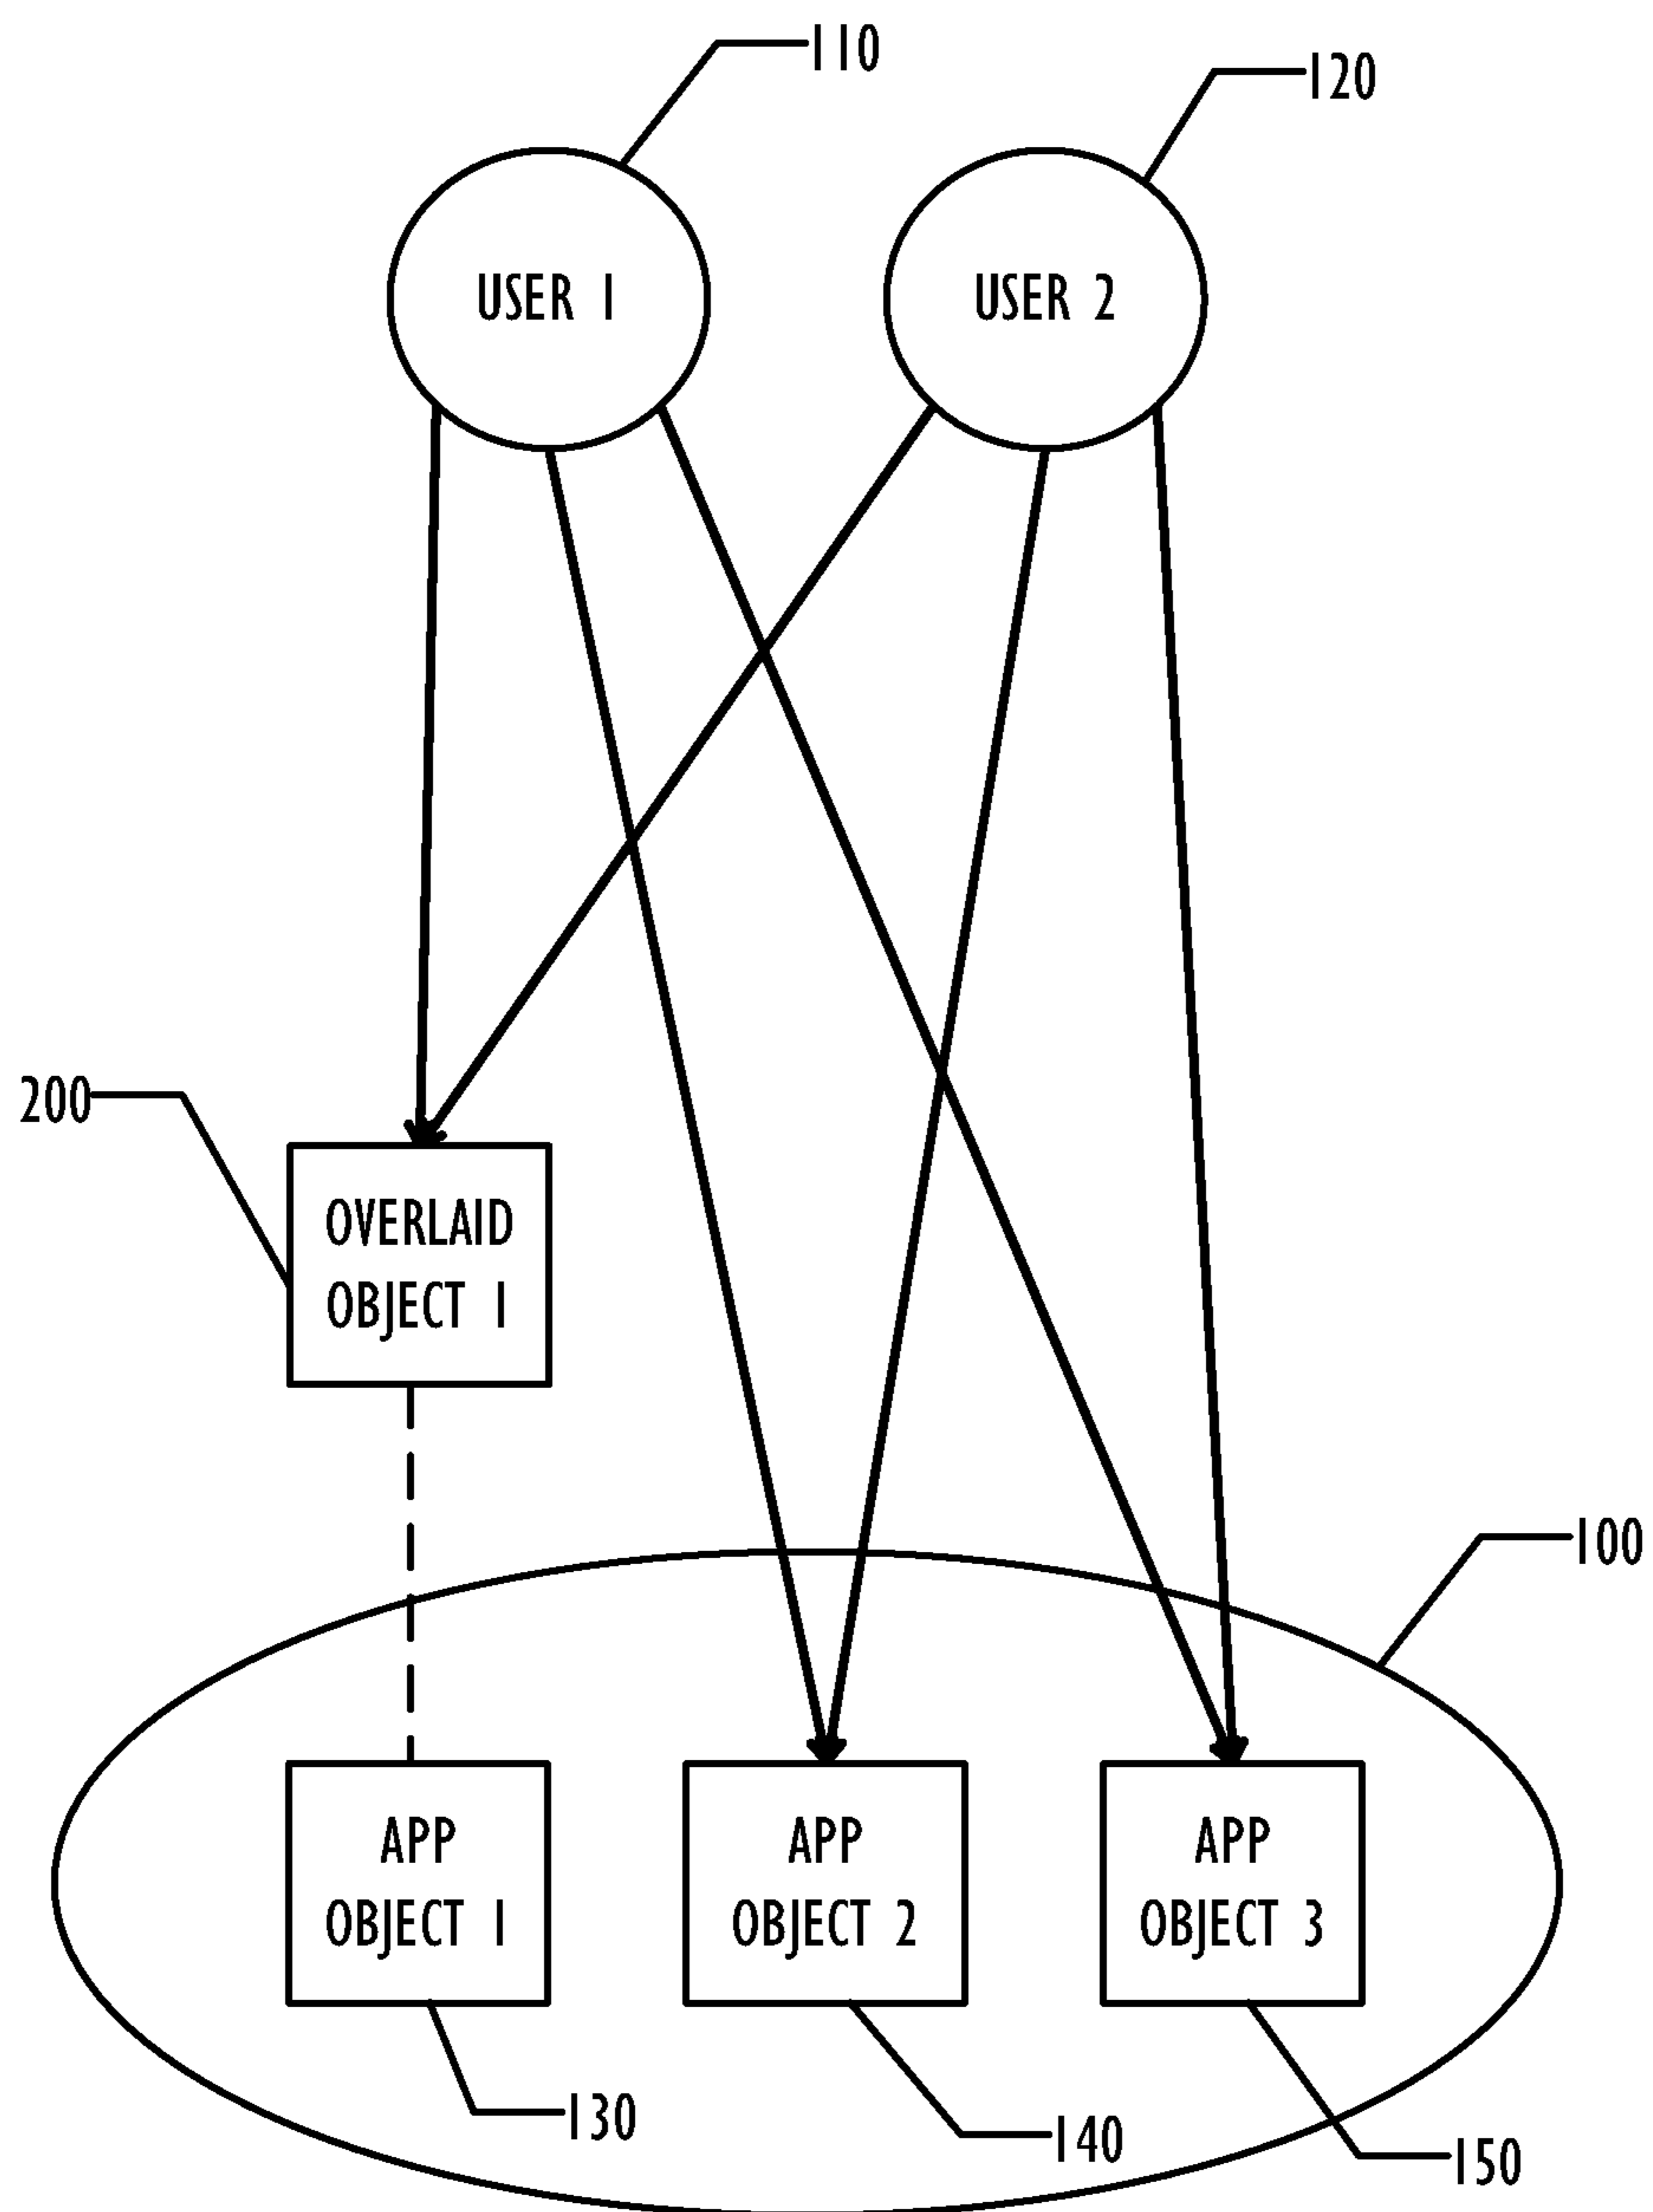 110
120
USER 1
USER 2
200
OVERLAID
OBJECT 1
100
APP
OBJECT 1
APP
OBJECT 2
APP
OBJECT 3
130
140
150